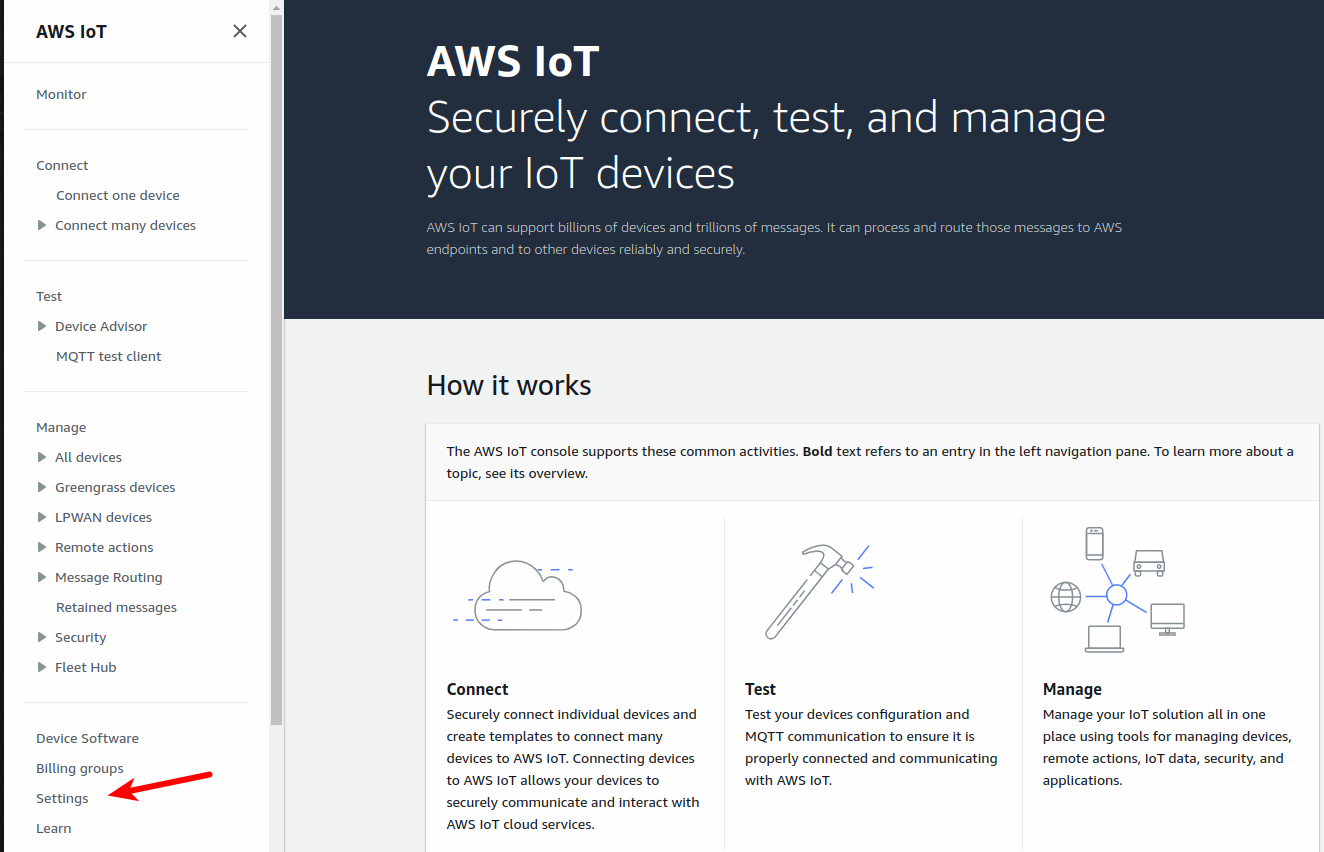 AWS IoT
Monitor
Connect
Connect one device
Connect many devices
Test
Device Advisor
MQTT test client
Manage
All devices
Greengrass devices
LPWAN devices
Remote actions
Message Routing
Retained messages
Security
Fleet Hub
Device Software
Billing groups
Settings
Learn
AWS IoT
Securely connect, test, and manage
your IoT devices
AWS IoT can support billions of devices and trillions of messages. It can process and route those messages to AWS
endpoints and to other devices reliably and securely.
How it works
The AWS IoT console supports these common activities. Bold text refers to an entry in the left navigation pane. To learn more about a
topic, see its overview.
Connect
Securely connect individual devices and
create templates to connect many
devices to AWS IoT. Connecting devices
to AWS IoT allows your devices to
securely communicate and interact with
AWS IoT cloud services.
Test
Test your devices configuration and
MQTT communication to ensure it is
properly connected and communicating
with AWS IoT.
Manage
Manage your IoT solution all in one
place using tools for managing devices,
remote actions, IoT data, security, and
applications.